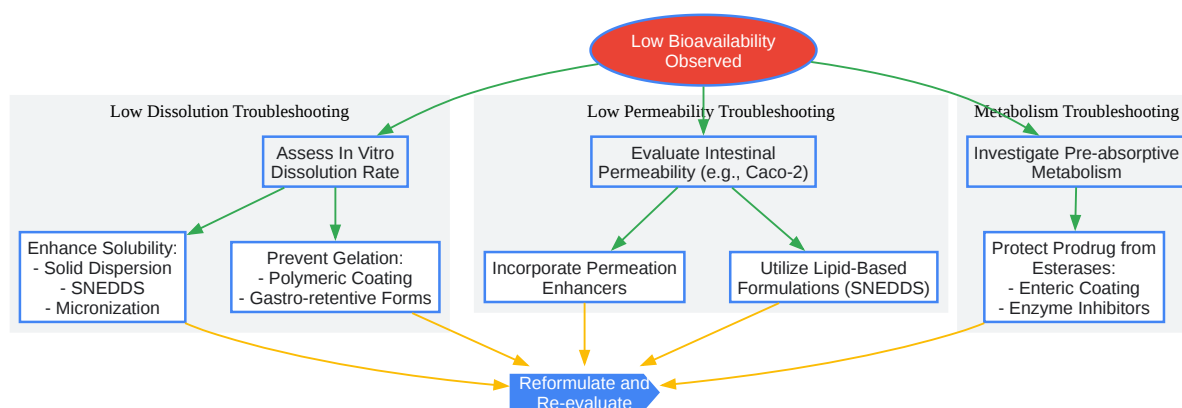 Low Bioavailability
Observed
Low Dissolution Troubleshooting
Low Permeability Troubleshooting
Metabolism Troubleshooting
Assess In Vitro
Dissolution Rate
Evaluate Intestinal
Permeability (e.g., Caco-2)
Investigate Pre-absorptive
Metabolism
Enhance Solubility:
- Solid Dispersion
- SNEDDS
- Micronization
Prevent Gelation:
- Polymeric Coating
- Gastro-retentive Forms
Incorporate Permeation
Enhancers
Utilize Lipid-Based
Formulations (SNEDDS)
Protect Prodrug from
Esterases:
- Enteric Coating
- Enzyme Inhibitors
Reformulate and
Re-evaluate